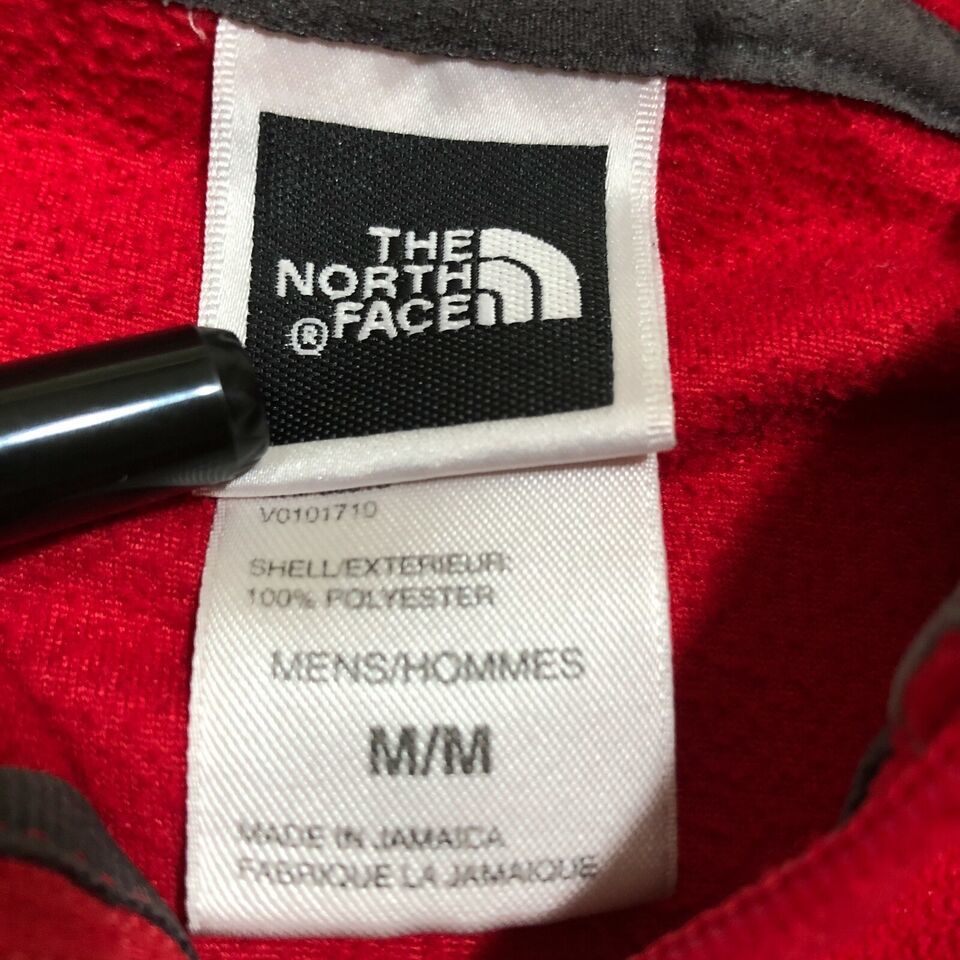 THE
NORTH
® FACE
V0101710
SHELL/EXTERIEUR:
100% POLYESTER
MENS/HOMMES
M/M
MADE IN JAMAICA
FABRIQUE LA JAMAIQUE